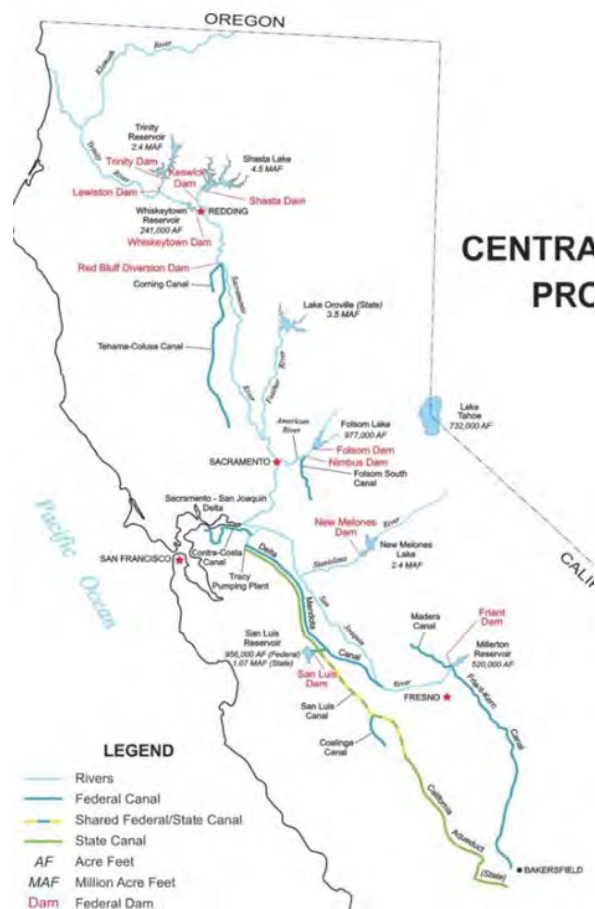 OREGON
Klamath
River
Trinity
River
Trinity
Reservoir
2.4 MAF
Trinity Dam
Keswick
Dam
Shasta Lake
4.5 MAF
Lewiston Dam
Shasta Dam
Whiskeytown
Reservoir
241,000 AF
REDDING
Whiskeytown Dam
CENTRA
PRO
Red Bluff Diversion Dam
Corning Canal
Sacramento
River
Lake Oroville (State)
3.5 MAF
Tehama-Colusa Canal
Feather
River
American
River
Folsom Lake
977,000 AF
Lake
Tahoe
732,000 AF
SACRAMENTO
Folsom Dam
Nimbus Dam
Folsom South
Canal
Sacramento - San Joaquin
Delta
Pacific Ocean
SAN FRANCISCO
Contra-Costa
Canal
Tracy
Pumping Plant
Delta
Mendota
Canal
New Melones
Dam
Stanislaus
River
New Melones
Lake
2.4 MAF
CALIF
San
Joaquin
River
Madera
Canal
Friant
Dam
Millerton
Reservoir
520,000 AF
San Luis
Reservoir
956,000 AF (Federal)
1.07 MAF (State)
San Luis
Dam
FRESNO
Friant-Kern
Canal
San Luis
Canal
Coalinga
Canal
California
Aqueduct
(State)
BAKERSFIELD
LEGEND
Rivers
Federal Canal
Shared Federal/State Canal
State Canal
AF Acre Feet
MAF Million Acre Feet
Dam Federal Dam